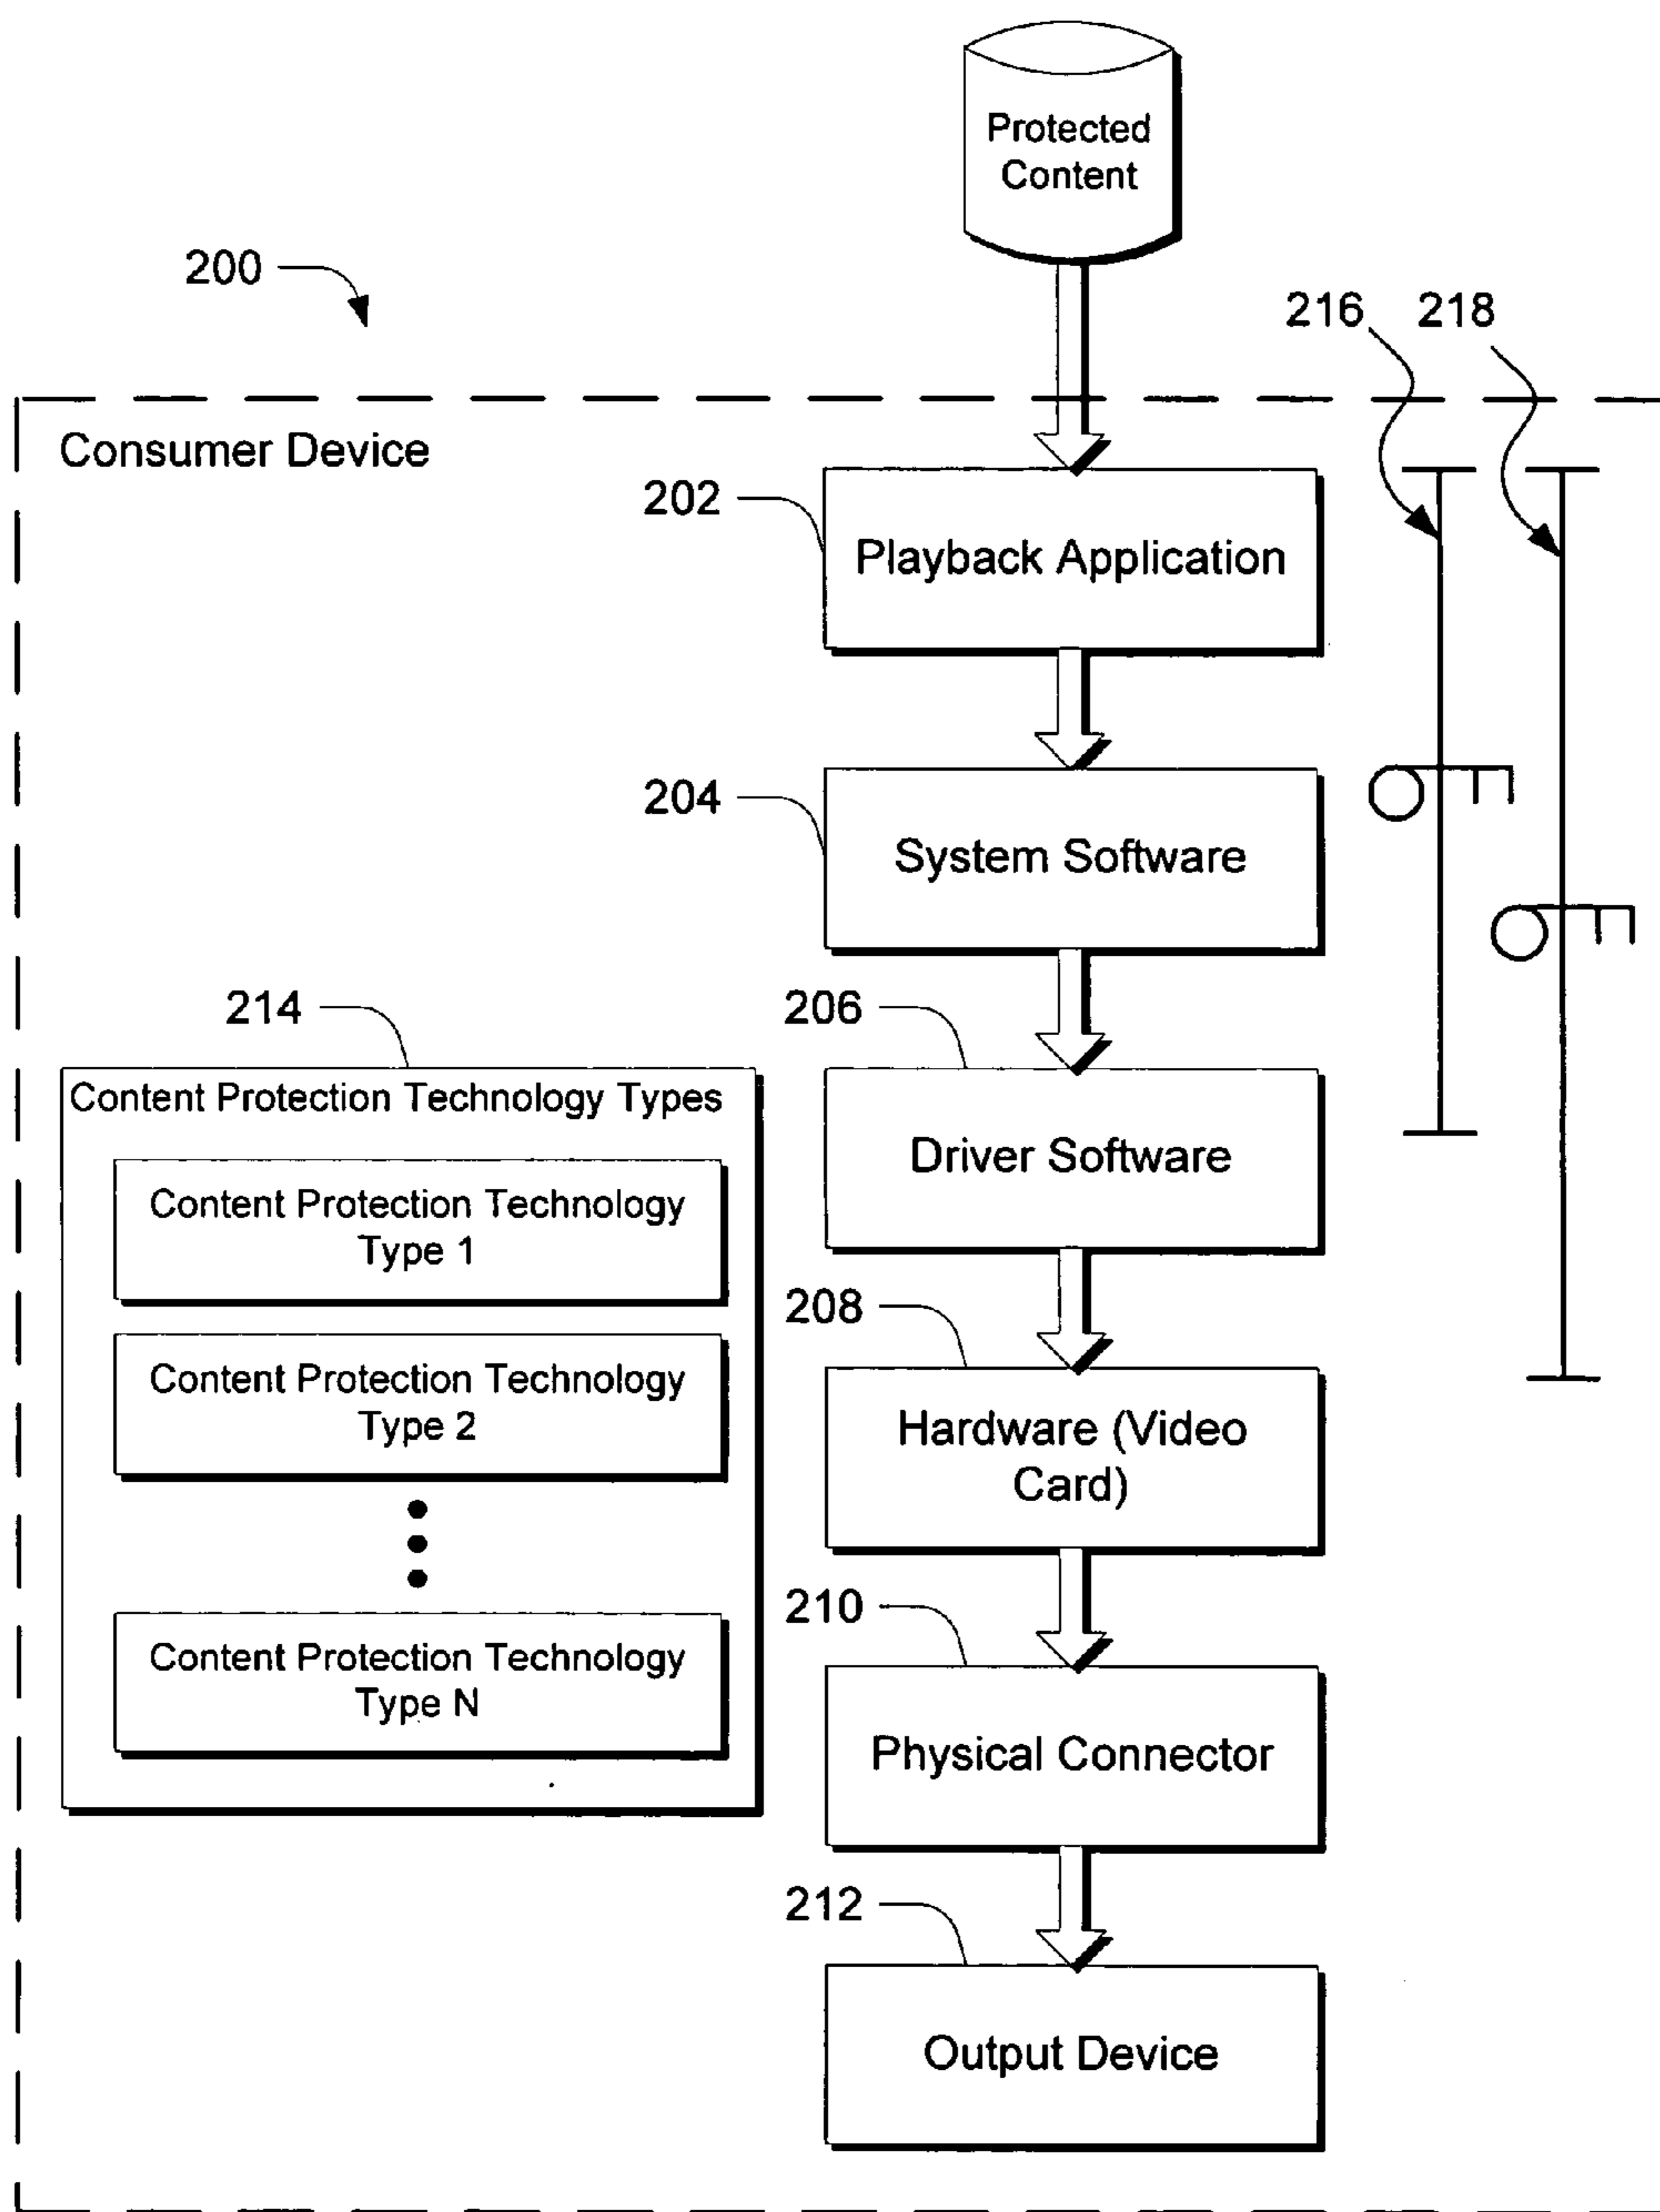 Protected
Content
200
216
218
Consumer Device
202
Playback Application
204
System Software
214
206
Content Protection Technology Types
Driver Software
Content Protection Technology
Type 1
208
Content Protection Technology
Type 2
Hardware (Video
Card)
210
Content Protection Technology
Type N
Physical Connector
212
Output Device